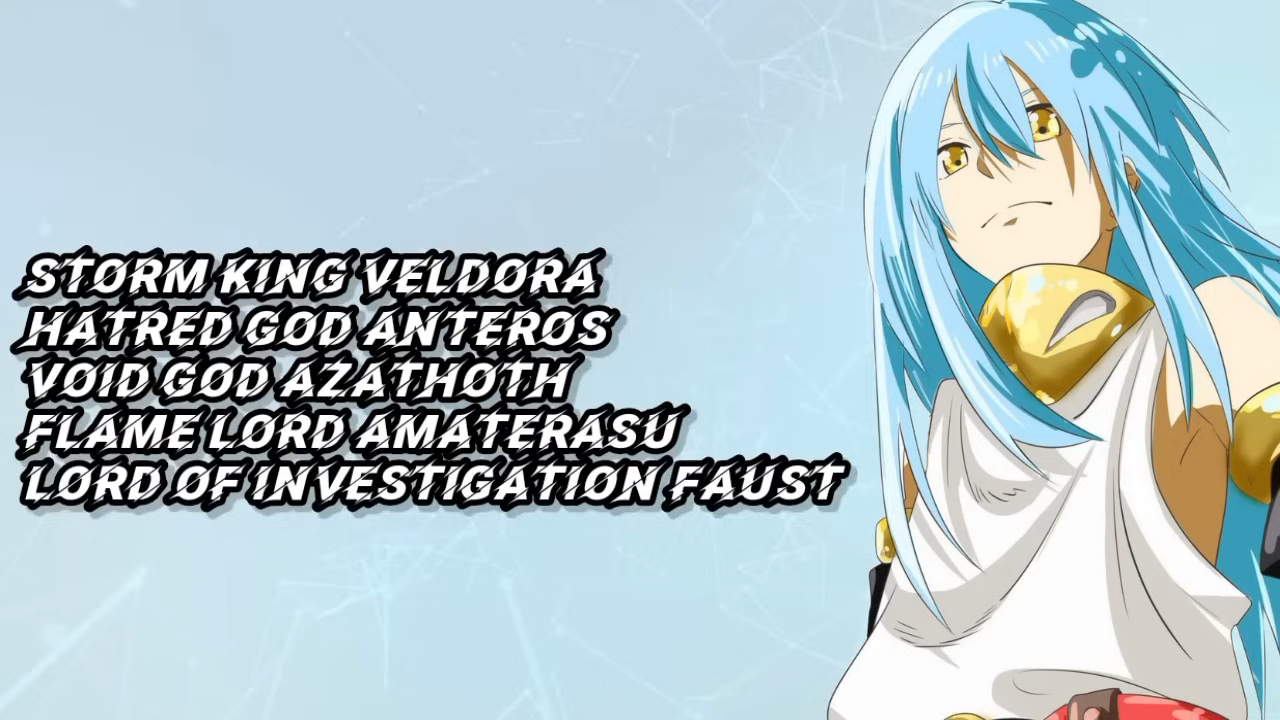 STORM KING VELDORA
HATRED GOD ANTEROS
VOID GOD AZATHOTH
FLAME LORD AMATERASU
LORD OF INVESTIGATION FAUST